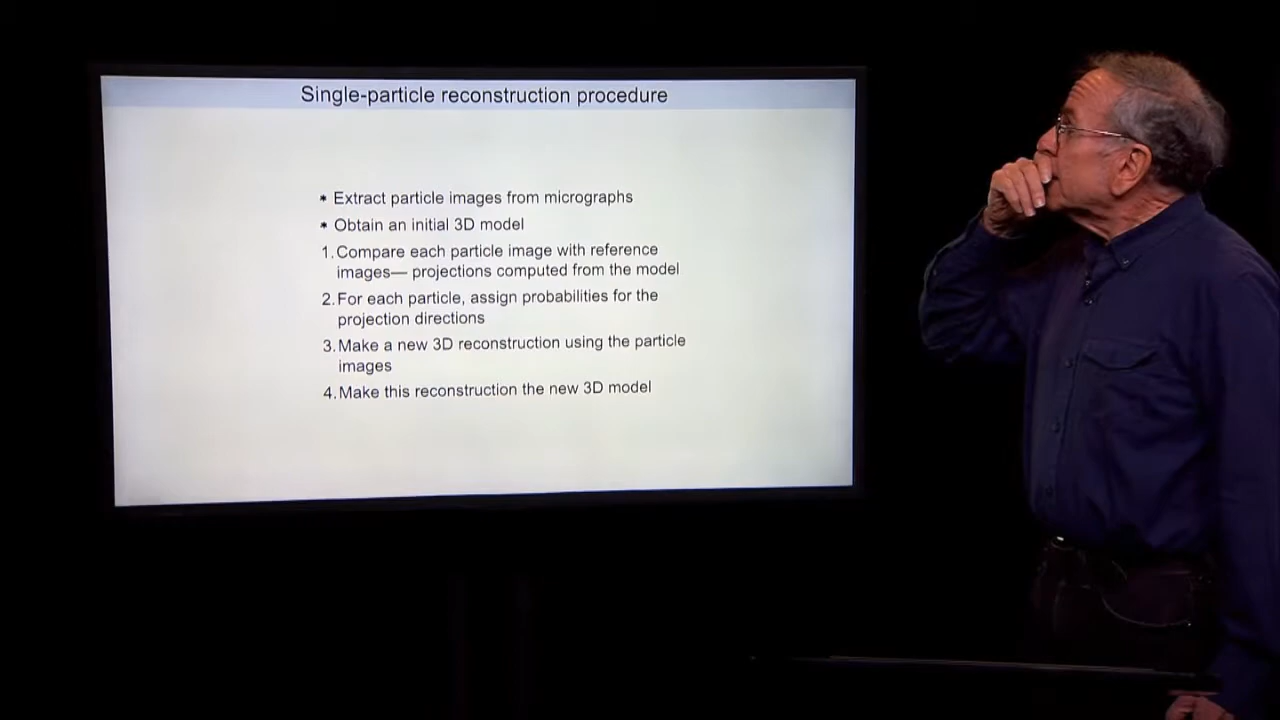 Single-particle reconstruction procedure
* Extract particle images from micrographs
* Obtain an initial 3D model
1. Compare each particle image with reference
images— projections computed from the model
2. For each particle, assign probabilities for the
projection directions
3. Make a new 3D reconstruction using the particle
images
4. Make this reconstruction the new 3D model